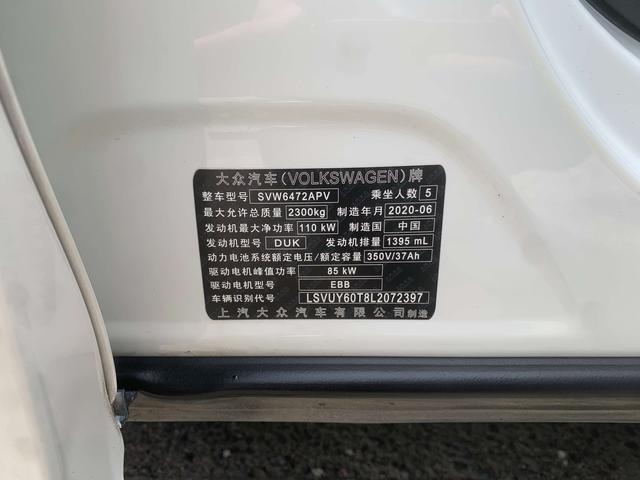 大众汽车(VOLKSWAGEN)牌
整车型号 SVW6472APV 乘坐人数 5
最大允许总质量 2300kg 制造年月 2020-06
发动机最大净功率 110 kW 制造国 中国
发动机型号 DUK 发动机排量 1395 mL
动力电池系统额定电压/额定容量 350V/37Ah
驱动电机峰值功率 85 kW
驱动电机型号 EBB
车辆识别代号 LSVUY60T8L2072397
上汽大众汽车有限公司制造